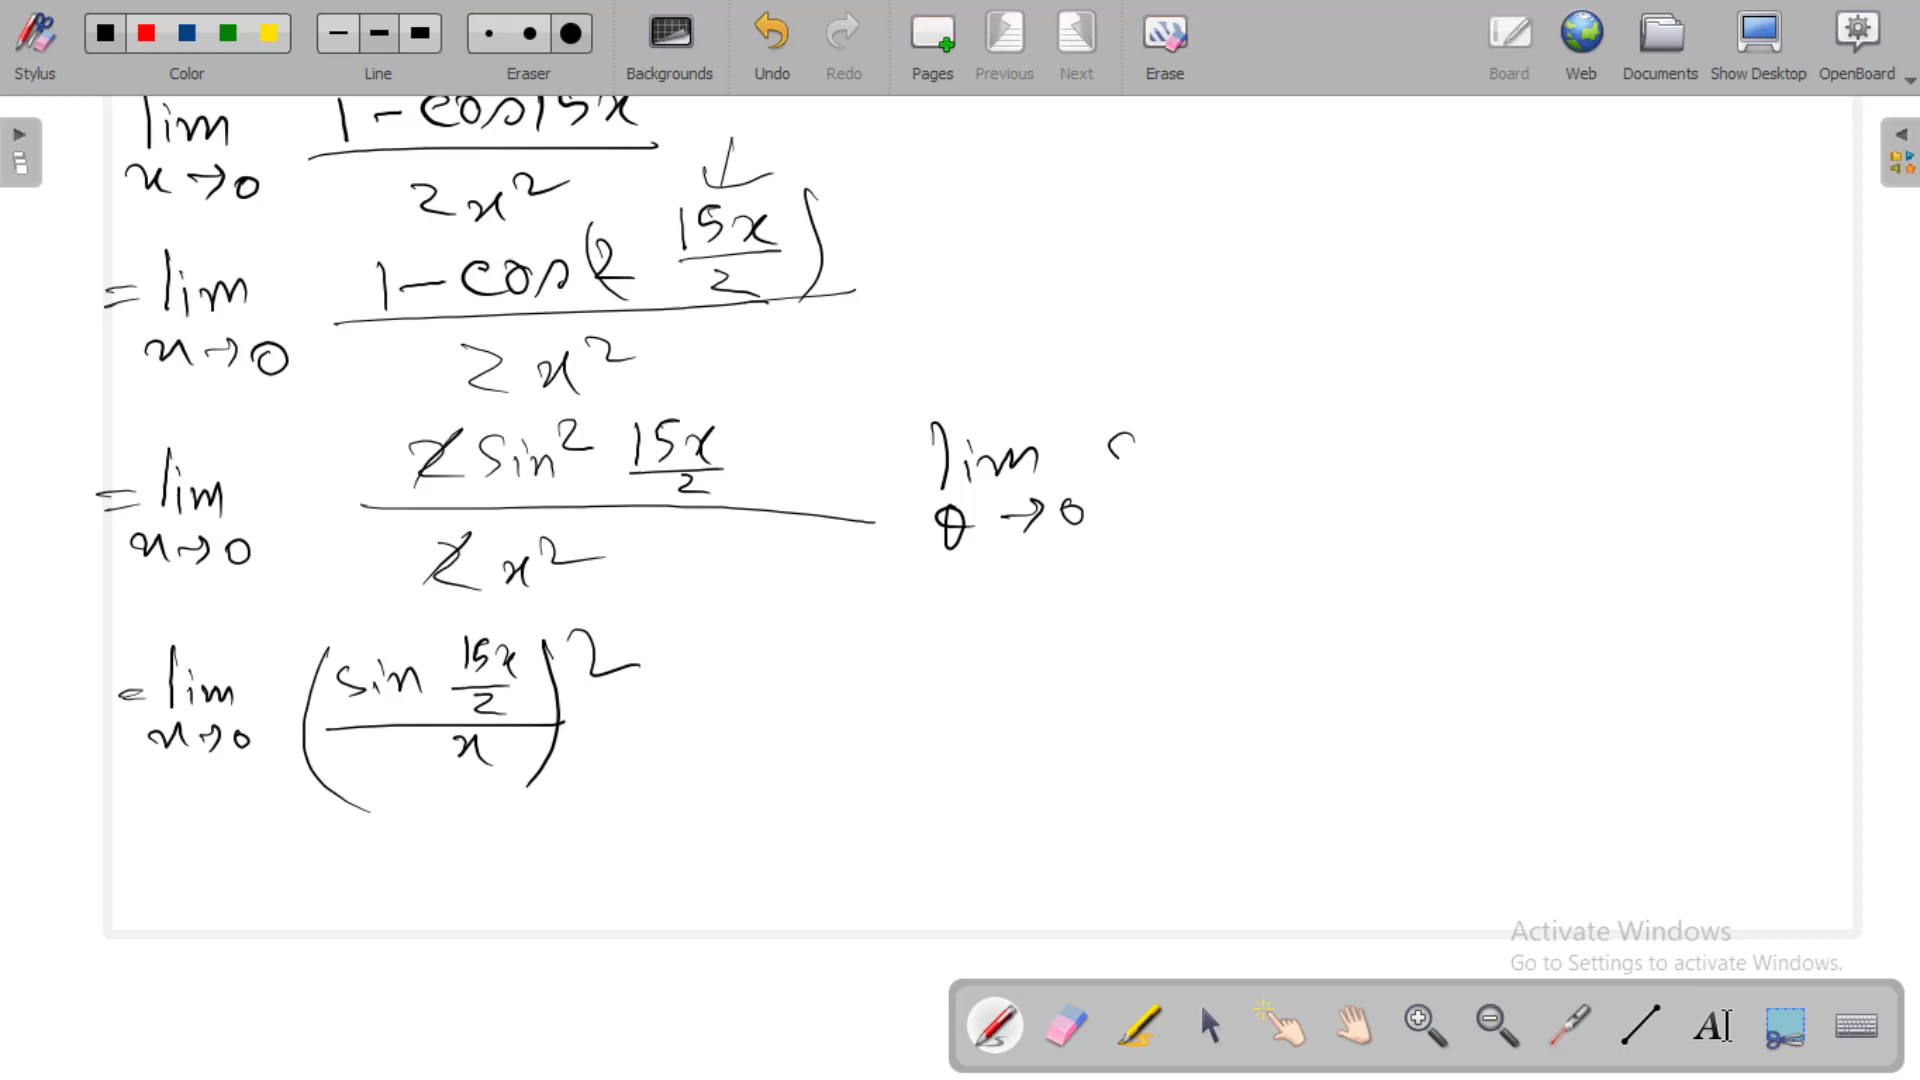 Stylus Color Line Eraser Backgrounds Undo Redo Pages Previous Next Erase Board Web Documents Show Desktop OpenBoard
lim x→0 (1 - cos15x)/(2x²)
= lim x→0 (1 - cos(2 15x/2))/(2x²)
= lim x→0 (2 sin² 15x/2)/(2x²)
lim θ→0
= lim x→0 ((sin 15x/2)/x)²
Activate Windows
Go to Settings to activate Windows.